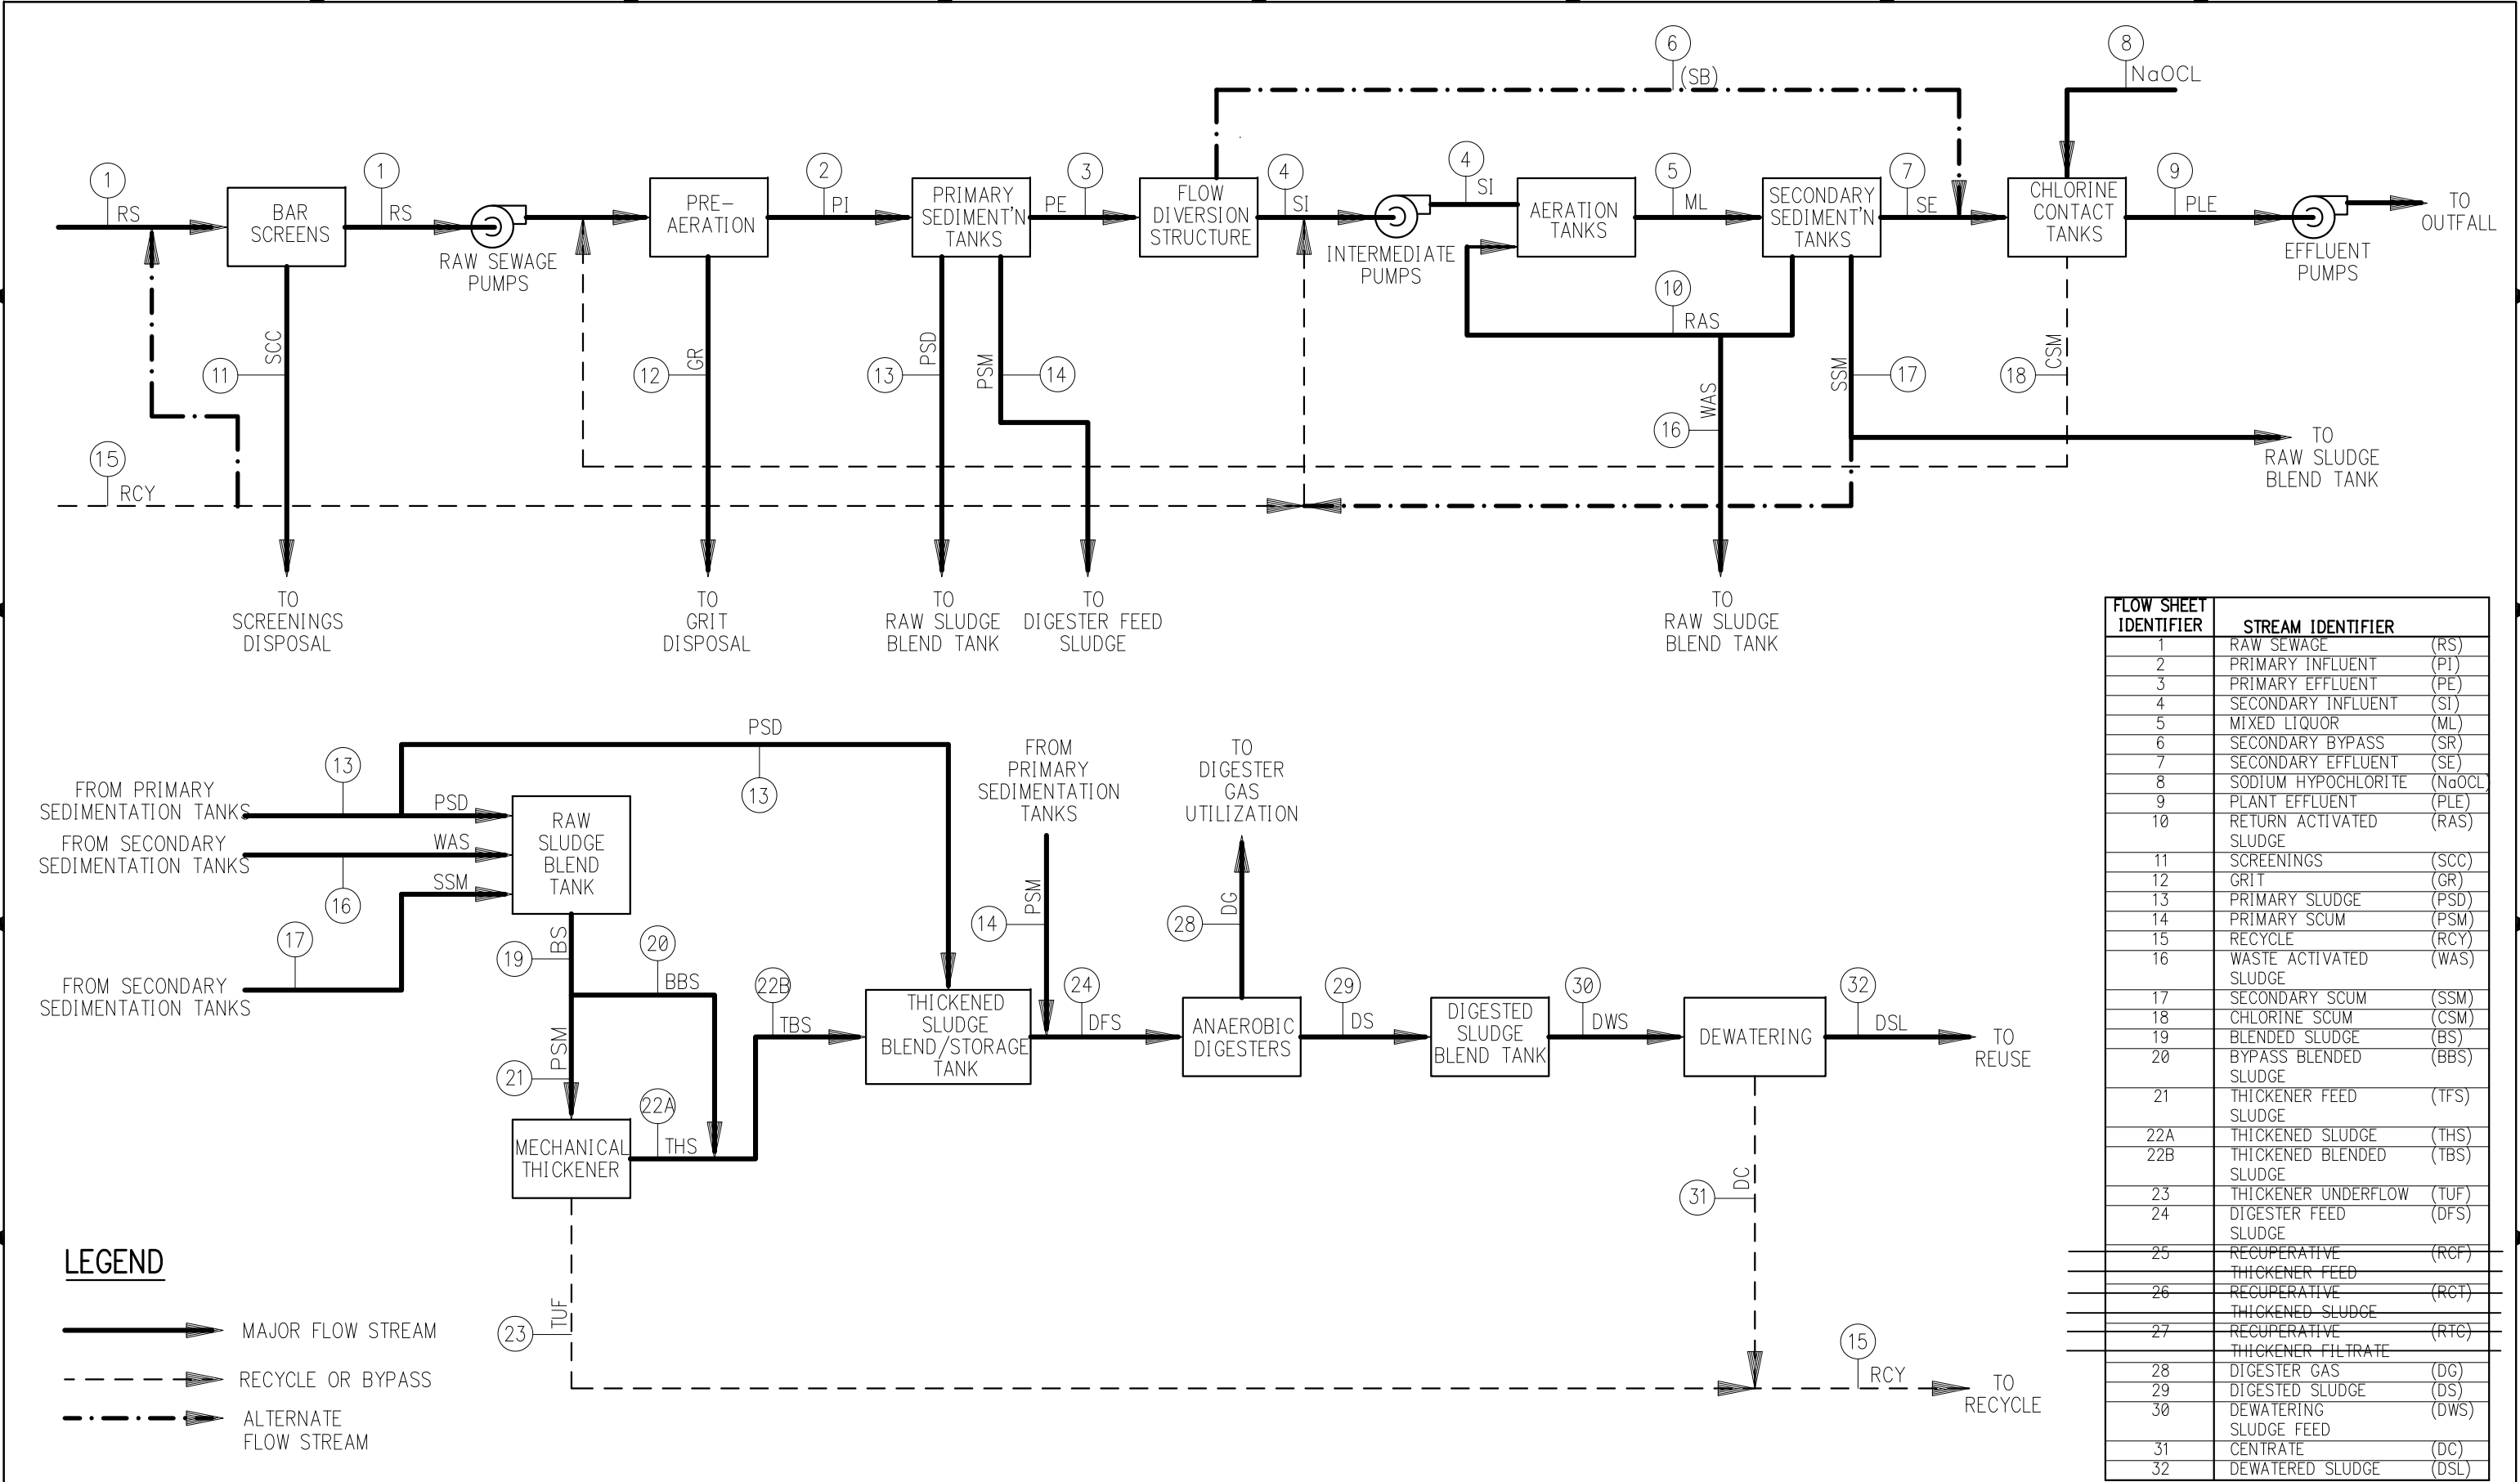 6
(SB)
8
NaOCL
1
RS
BAR
SCREENS
1
RS
RAW SEWAGE
PUMPS
PRE-
AERATION
2
PI
PRIMARY
SEDIMENT'N
TANKS
3
PE
FLOW
DIVERSION
STRUCTURE
4
SI
INTERMEDIATE
PUMPS
4
SI
AERATION
TANKS
5
ML
SECONDARY
SEDIMENT'N
TANKS
7
SE
CHLORINE
CONTACT
TANKS
9
PLE
EFFLUENT
PUMPS
TO
OUTFALL
11
SCC
12
GR
13
PSD
PSM
14
10
RAS
16
WAS
SSM
17
18
CSM
15
RCY
TO
RAW SLUDGE
BLEND TANK
TO
SCREENINGS
DISPOSAL
TO
GRIT
DISPOSAL
TO
RAW SLUDGE
BLEND TANK
TO
DIGESTER FEED
SLUDGE
TO
RAW SLUDGE
BLEND TANK
PSD
13
FROM PRIMARY
SEDIMENTATION TANKS
13
PSD
FROM SECONDARY
SEDIMENTATION TANKS
WAS
16
SSM
17
FROM SECONDARY
SEDIMENTATION TANKS
RAW
SLUDGE
BLEND
TANK
19
BS
20
BBS
21
PSM
MECHANICAL
THICKENER
22A
THS
22B
TBS
THICKENED
SLUDGE
BLEND/STORAGE
TANK
FROM
PRIMARY
SEDIMENTATION
TANKS
14
PSM
24
DFS
TO
DIGESTER
GAS
UTILIZATION
28
DG
ANAEROBIC
DIGESTERS
29
DS
DIGESTED
SLUDGE
BLEND TANK
30
DWS
DEWATERING
32
DSL
TO
REUSE
31
DC
23
TUF
15
RCY
TO
RECYCLE
LEGEND
MAJOR FLOW STREAM
RECYCLE OR BYPASS
ALTERNATE
FLOW STREAM
FLOW SHEET
IDENTIFIER STREAM IDENTIFIER
1 RAW SEWAGE (RS)
2 PRIMARY INFLUENT (PI)
3 PRIMARY EFFLUENT (PE)
4 SECONDARY INFLUENT (SI)
5 MIXED LIQUOR (ML)
6 SECONDARY BYPASS (SR)
7 SECONDARY EFFLUENT (SE)
8 SODIUM HYPOCHLORITE (NaOCL)
9 PLANT EFFLUENT (PLE)
10 RETURN ACTIVATED (RAS)
SLUDGE
11 SCREENINGS (SCC)
12 GRIT (GR)
13 PRIMARY SLUDGE (PSD)
14 PRIMARY SCUM (PSM)
15 RECYCLE (RCY)
16 WASTE ACTIVATED (WAS)
SLUDGE
17 SECONDARY SCUM (SSM)
18 CHLORINE SCUM (CSM)
19 BLENDED SLUDGE (BS)
20 BYPASS BLENDED (BBS)
SLUDGE
21 THICKENER FEED (TFS)
SLUDGE
22A THICKENED SLUDGE (THS)
22B THICKENED BLENDED (TBS)
SLUDGE
23 THICKENER UNDERFLOW (TUF)
24 DIGESTER FEED (DFS)
SLUDGE
25 RECUPERATIVE (RCF)
THICKENER FEED
26 RECUPERATIVE (RCT)
THICKENED SLUDGE
27 RECUPERATIVE (RTC)
THICKENER FILTRATE
28 DIGESTER GAS (DG)
29 DIGESTED SLUDGE (DS)
30 DEWATERING (DWS)
SLUDGE FEED
31 CENTRATE (DC)
32 DEWATERED SLUDGE (DSL)